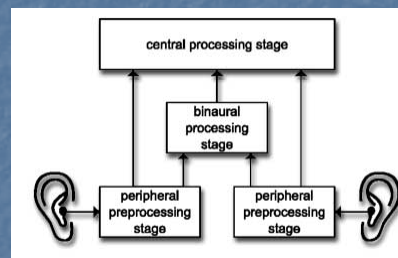 central processing stage
binaural
processing
stage
peripheral
preprocessing
stage
peripheral
preprocessing
stage